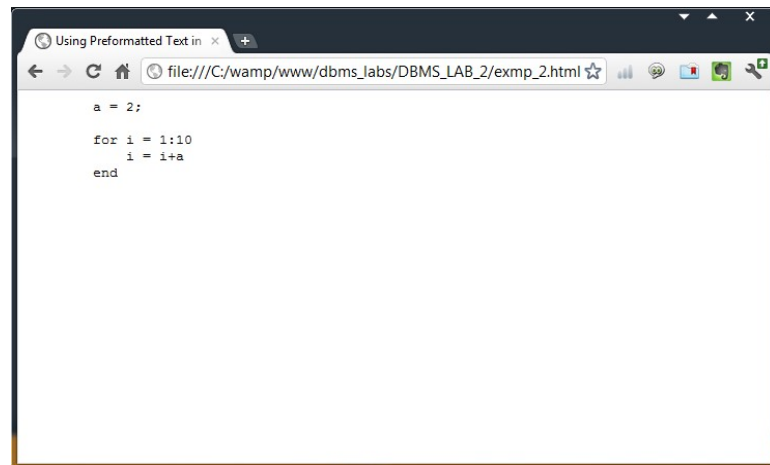 Using Preformatted Text in
file:///C:/wamp/www/dbms_labs/DBMS_LAB_2/exmp_2.html
a = 2;
for i = 1:10
    i = i+a
end